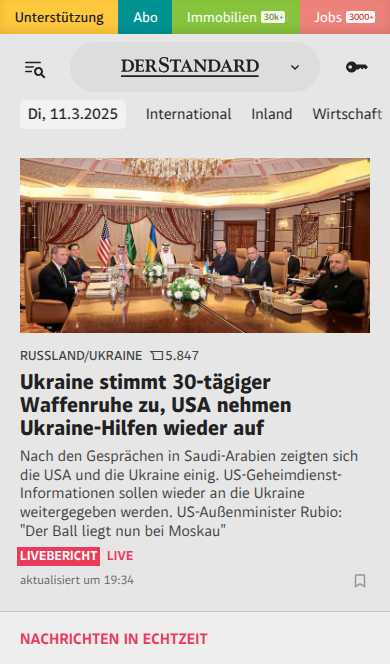 Unterstützung Abo Immobilien 30k+ Jobs 3000+
DERSTANDARD
Di, 11.3.2025 International Inland Wirtschaft
RUSSLAND/UKRAINE 5.847
Ukraine stimmt 30-tägiger
Waffenruhe zu, USA nehmen
Ukraine-Hilfen wieder auf
Nach den Gesprächen in Saudi-Arabien zeigten sich
die USA und die Ukraine einig. US-Geheimdienst-
Informationen sollen wieder an die Ukraine
weitergegeben werden. US-Außenminister Rubio:
"Der Ball liegt nun bei Moskau"
LIVEBERICHT LIVE
aktualisiert um 19:34
NACHRICHTEN IN ECHTZEIT